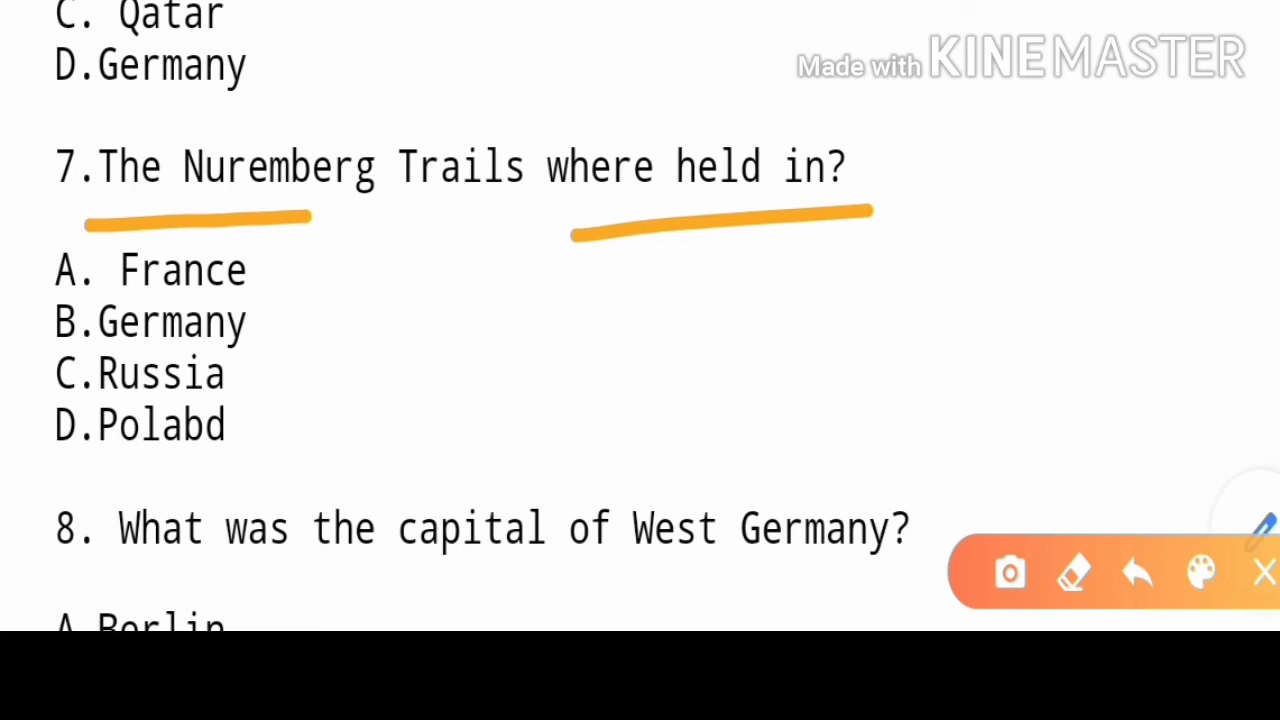 C. Qatar
D.Germany
Made with KINEMASTER
7.The Nuremberg Trails where held in?
A. France
B.Germany
C.Russia
D.Polabd
8. What was the capital of West Germany?
A.Berlin